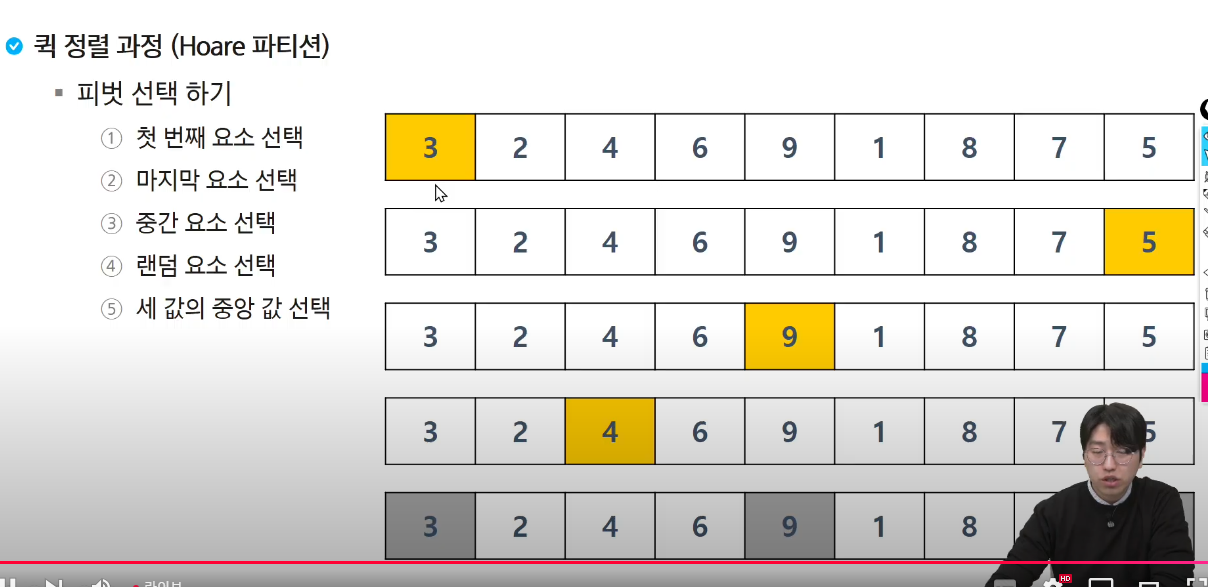 퀵 정렬 과정 (Hoare 파티션)
피벗 선택 하기
① 첫 번째 요소 선택
② 마지막 요소 선택
③ 중간 요소 선택
④ 랜덤 요소 선택
⑤ 세 값의 중앙 값 선택
3 2 4 6 9 1 8 7 5
3 2 4 6 9 1 8 7 5
3 2 4 6 9 1 8 7 5
3 2 4 6 9 1 8 7 5
3 2 4 6 9 1 8
HD